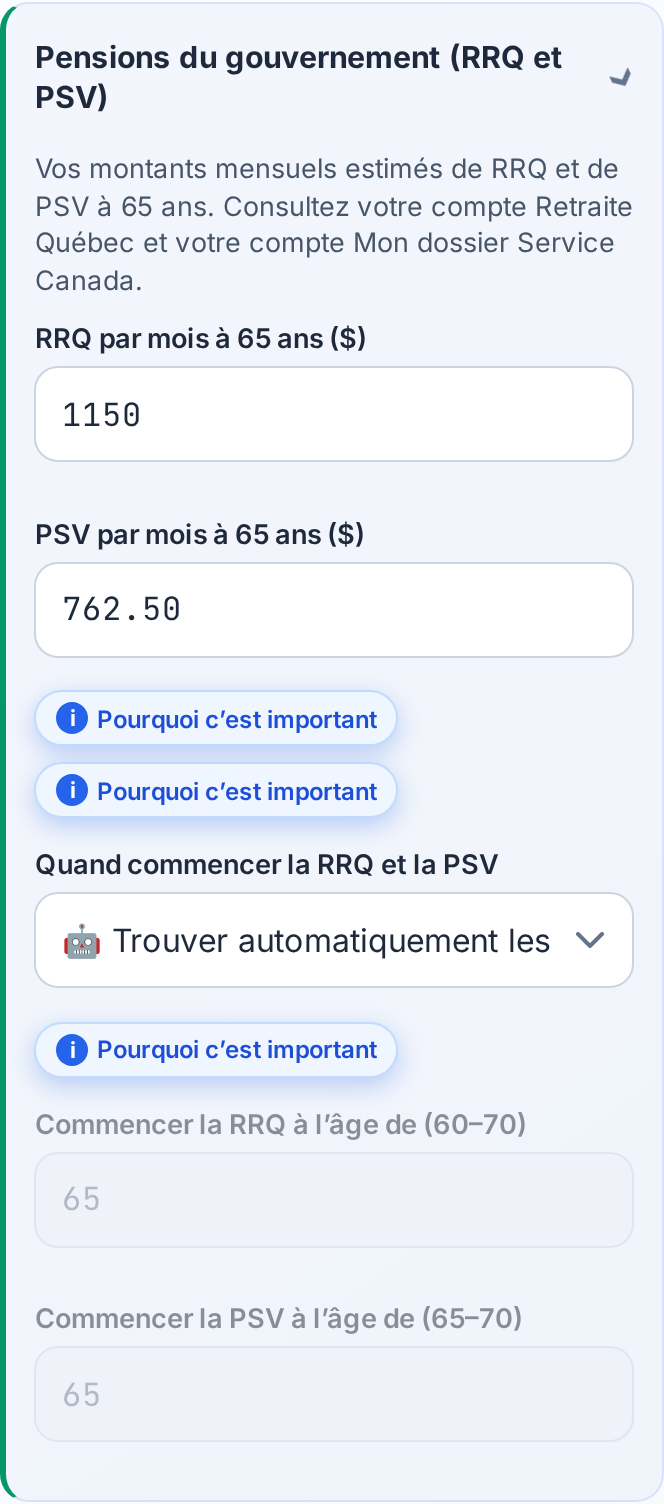 Pensions du gouvernement (RRQ et
PSV)
Vos montants mensuels estimés de RRQ et de
PSV à 65 ans. Consultez votre compte Retraite
Québec et votre compte Mon dossier Service
Canada.
RRQ par mois à 65 ans ($)
1150
PSV par mois à 65 ans ($)
762.50
i Pourquoi c’est important
i Pourquoi c’est important
Quand commencer la RRQ et la PSV
🤖 Trouver automatiquement les
i Pourquoi c’est important
Commencer la RRQ à l’âge de (60–70)
65
Commencer la PSV à l’âge de (65–70)
65